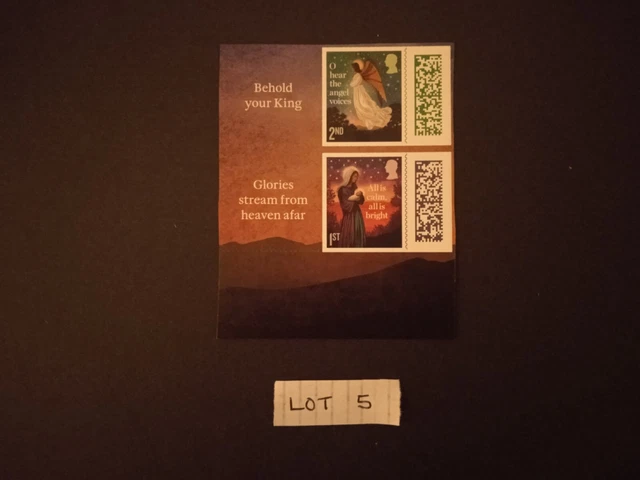 Behold
your King
O
hear
the
angel
voices
2ND
Glories
stream from
heaven afar
All is
calm,
all is
bright
1ST
LOT 5